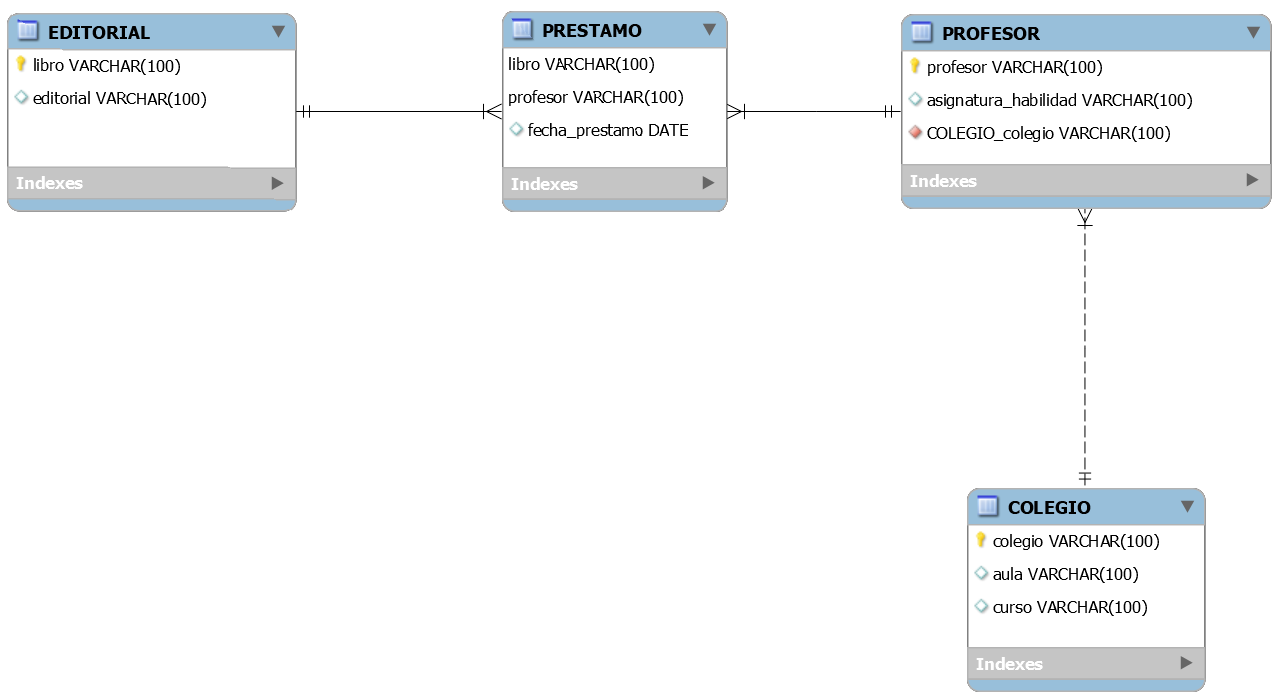 EDITORIAL
libro VARCHAR(100)
editorial VARCHAR(100)
Indexes
PRESTAMO
libro VARCHAR(100)
profesor VARCHAR(100)
fecha_prestamo DATE
Indexes
PROFESOR
profesor VARCHAR(100)
asignatura_habilidad VARCHAR(100)
COLEGIO_colegio VARCHAR(100)
Indexes
COLEGIO
colegio VARCHAR(100)
aula VARCHAR(100)
curso VARCHAR(100)
Indexes